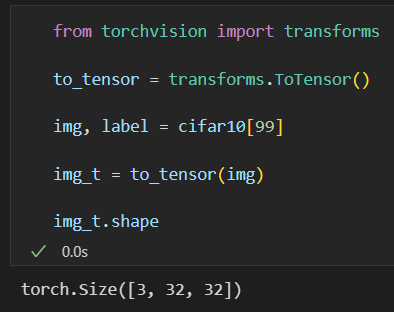 from torchvision import transforms
to_tensor = transforms.ToTensor()
img, label = cifar10[99]
img_t = to_tensor(img)
img_t.shape
0.0s
torch.Size([3, 32, 32])